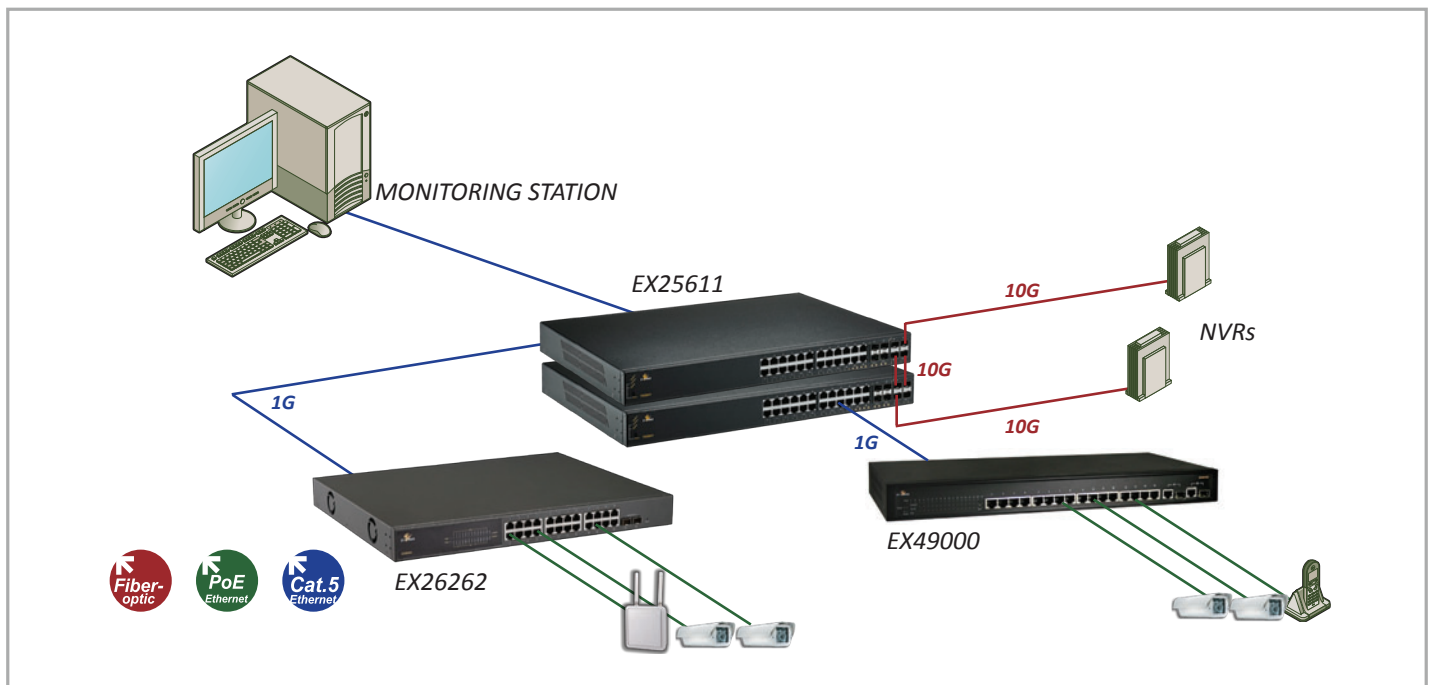 MONITORING STATION
EX25611
10G
NVRs
10G
1G
10G
1G
EX49000
EX26262
Fiber-
optic
PoE
Ethernet
Cat.5
Ethernet